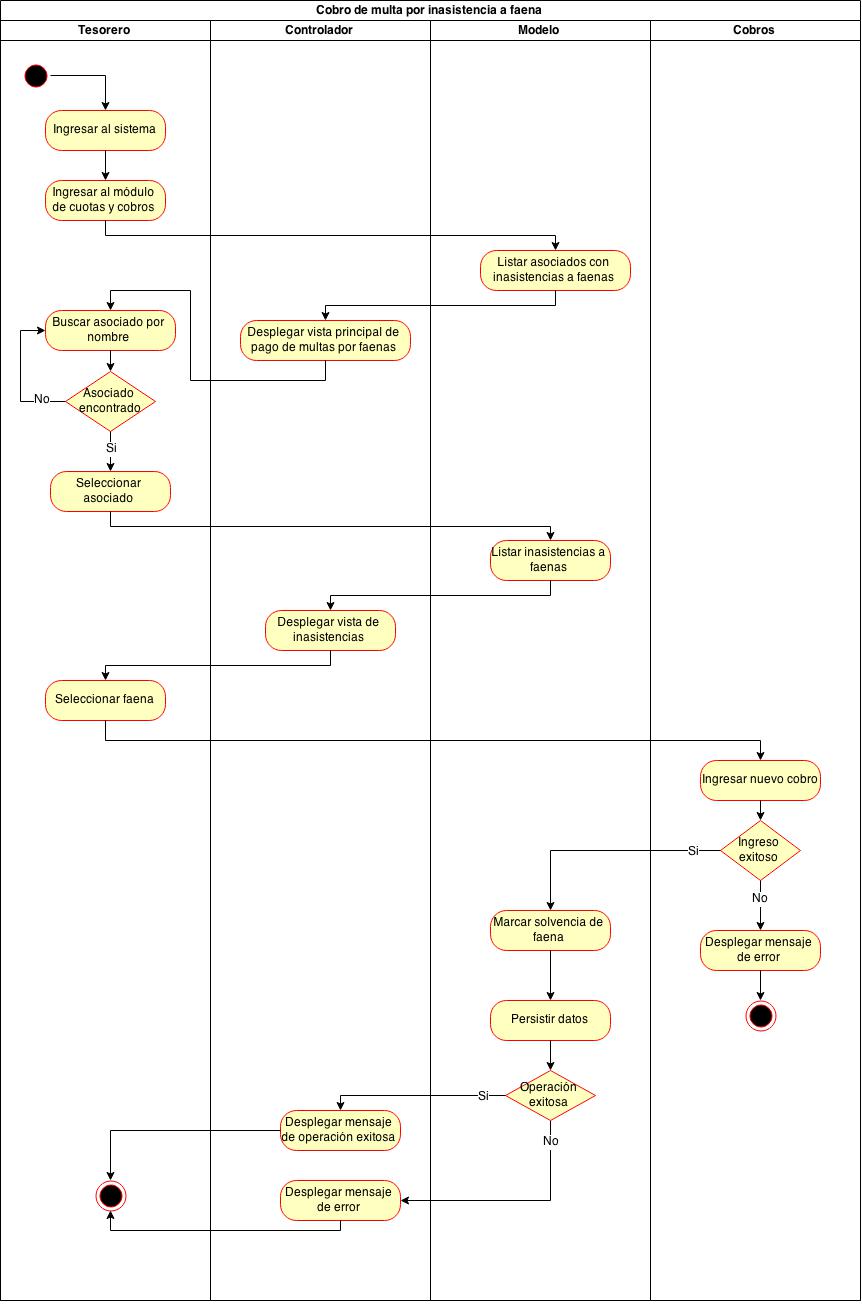 Cobro de multa por inasistencia a faena
Tesorero
Controlador
Modelo
Cobros
Ingresar al sistema
Ingresar al módulo
de cuotas y cobros
Listar asociados con
inasistencias a faenas
Desplegar vista principal de
pago de multas por faenas
Buscar asociado por
nombre
Asociado
encontrado
No
Si
Seleccionar
asociado
Listar inasistencias a
faenas
Desplegar vista de
inasistencias
Seleccionar faena
Ingresar nuevo cobro
Ingreso
exitoso
Si
No
Marcar solvencia de
faena
Desplegar mensaje
de error
Persistir datos
Operación
exitosa
Si
No
Desplegar mensaje
de operación exitosa
Desplegar mensaje
de error